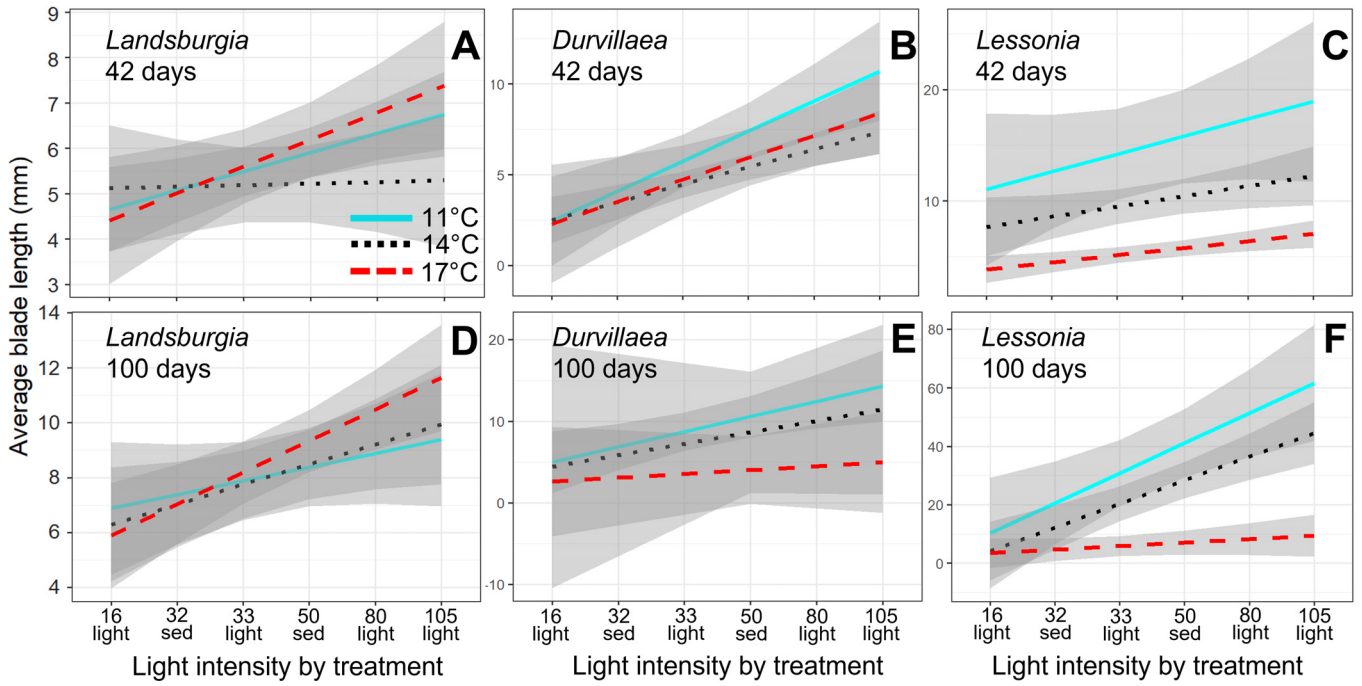 Average blade length (mm)
9
8
7
6
5
4
3
Landsburgia
42 days
A
11°C
14°C
17°C
10
5
0
Durvillaea
42 days
B
20
10
Lessonia
42 days
C
14
12
10
8
6
4
Landsburgia
100 days
D
16
light
32
sed
33
light
50
sed
80
light
105
light
Light intensity by treatment
20
10
0
-10
Durvillaea
100 days
E
16
light
32
sed
33
light
50
sed
80
light
105
light
Light intensity by treatment
80
60
40
20
0
Lessonia
100 days
F
16
light
32
sed
33
light
50
sed
80
light
105
light
Light intensity by treatment